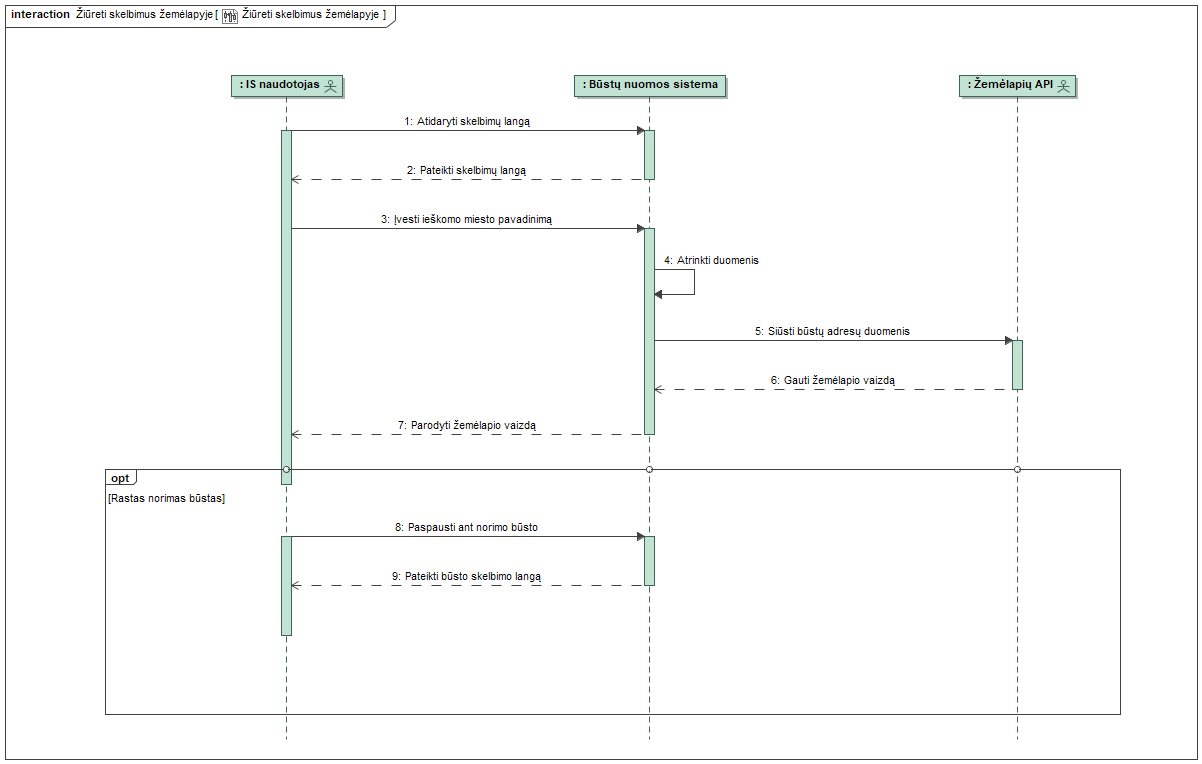 interaction Žiūreti skelbimus žemėlapyje [ Žiūreti skelbimus žemėlapyje ]
: IS naudotojas
: Būstų nuomos sistema
: Žemėlapių API
1: Atidaryti skelbimų langą
2: Pateikti skelbimų langą
3: Įvesti ieškomo miesto pavadinimą
4: Atrinkti duomenis
5: Siūsti būstų adresų duomenis
6: Gauti žemėlapio vaizdą
7: Parodyti žemėlapio vaizdą
opt
[Rastas norimas būstas]
8: Paspausti ant norimo būsto
9: Pateikti būsto skelbimo langą